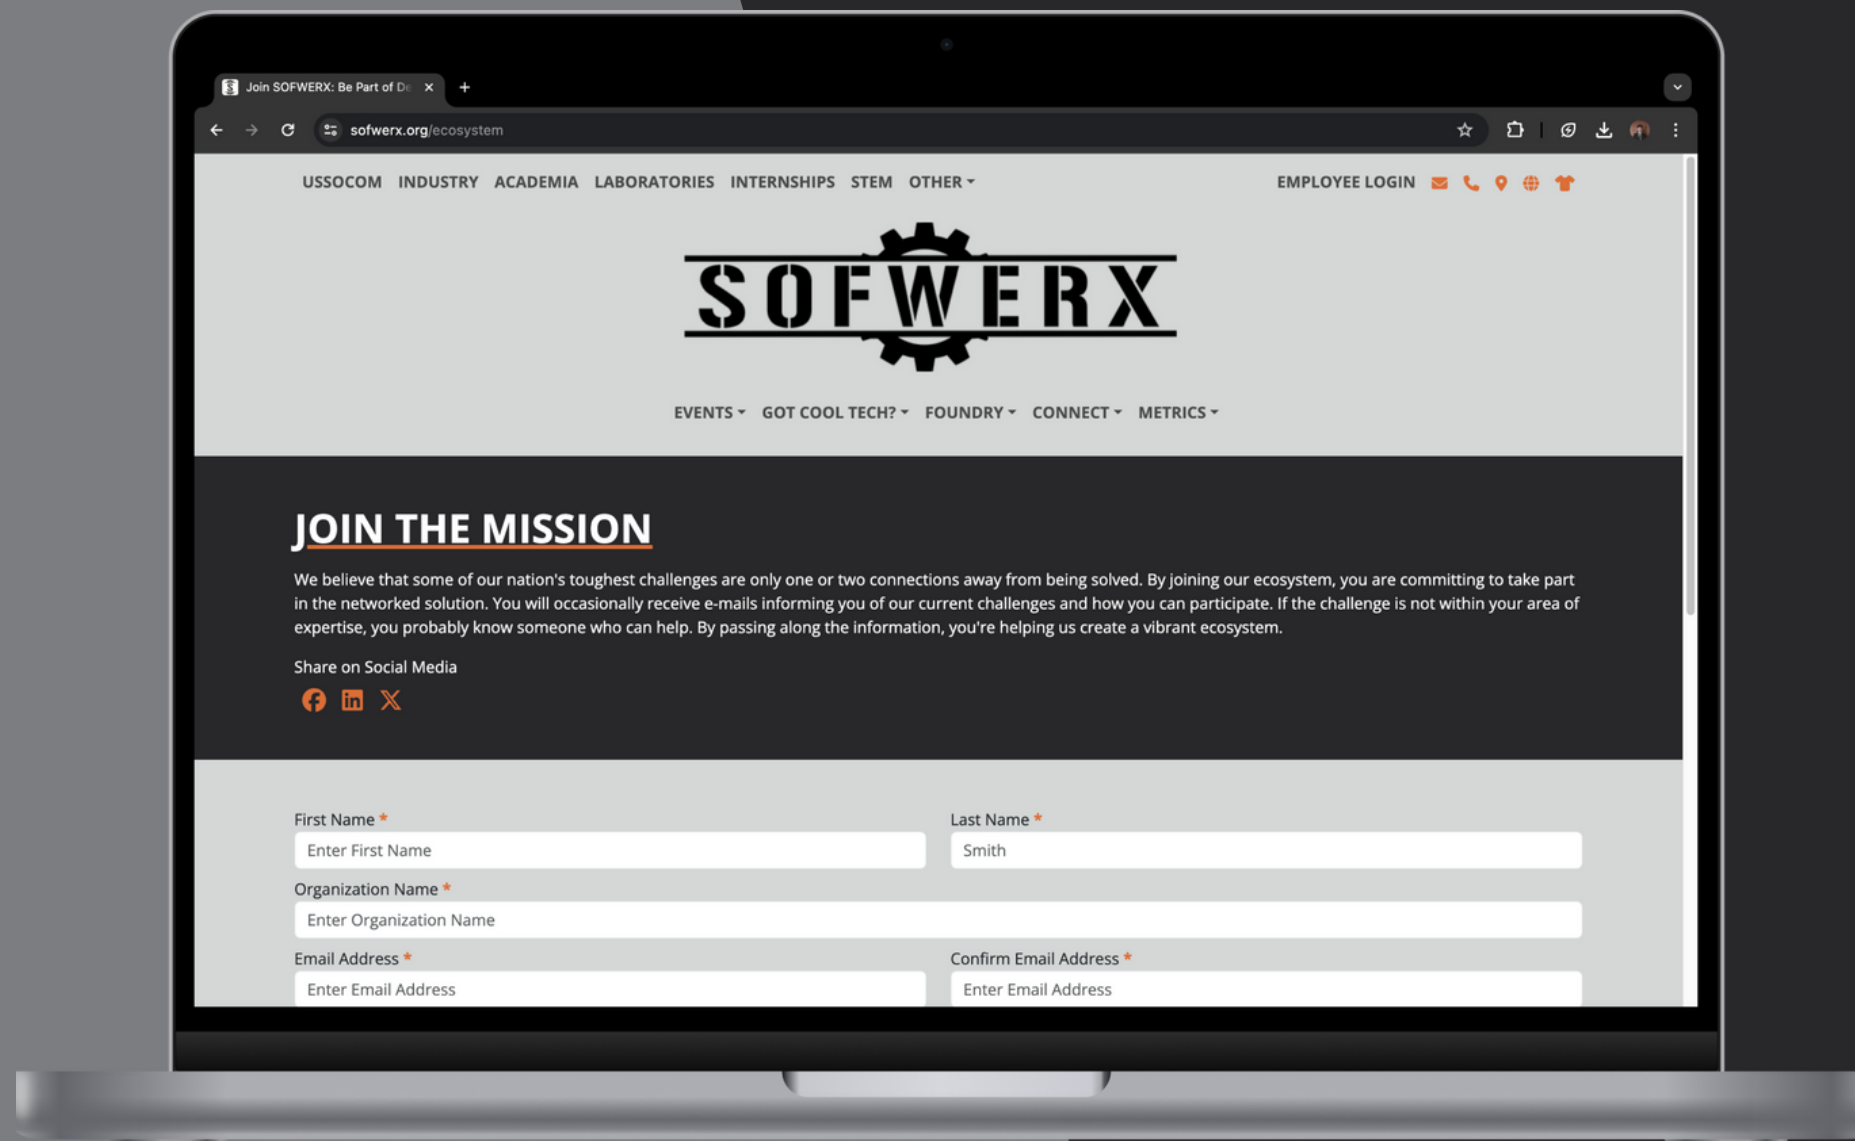 Join SOFWERX: Be Part of De
sofwerx.org/ecosystem
USSOCOM INDUSTRY ACADEMIA LABORATORIES INTERNSHIPS STEM OTHER
EMPLOYEE LOGIN
SOFWERX
EVENTS GOT COOL TECH? FOUNDRY CONNECT METRICS
JOIN THE MISSION
We believe that some of our nation's toughest challenges are only one or two connections away from being solved. By joining our ecosystem, you are committing to take part
in the networked solution. You will occasionally receive e-mails informing you of our current challenges and how you can participate. If the challenge is not within your area of
expertise, you probably know someone who can help. By passing along the information, you're helping us create a vibrant ecosystem.
Share on Social Media
First Name *
Last Name *
Enter First Name
Smith
Organization Name *
Enter Organization Name
Email Address *
Confirm Email Address *
Enter Email Address
Enter Email Address